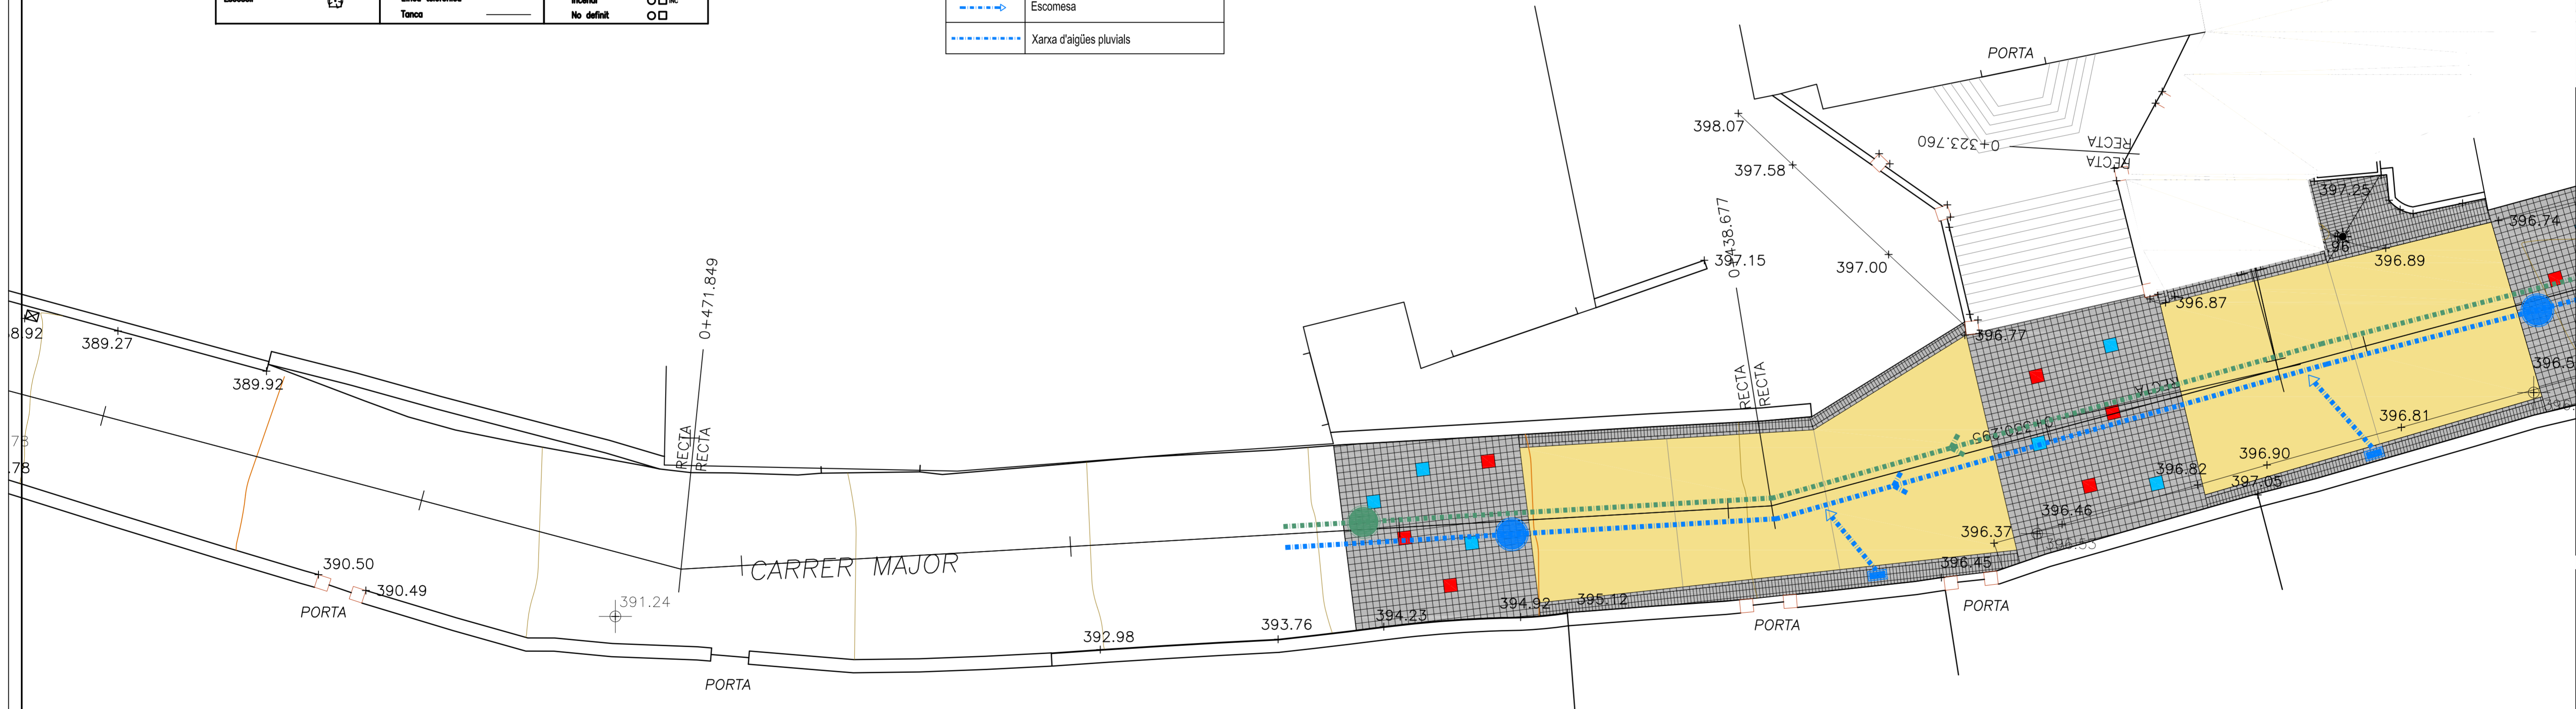 Tanca
No definit
INC.
Escomesa
Xarxa d'aigües pluvials
PORTA
398.07
397.58
0+323.760
RECTA
RECTA
397.25
396.74
0+438.677
397.15
397.00
396.89
0+471.849
396.87
389.27
396.77
389.92
RECTA
RECTA
RECTA
RECTA
RECTA
396.81
396.90
396.82
397.05
396.46
396.37
396.45
CARRER MAJOR
390.50
390.49
PORTA
391.24
394.92
395.12
394.23
PORTA
PORTA
393.76
392.98
PORTA